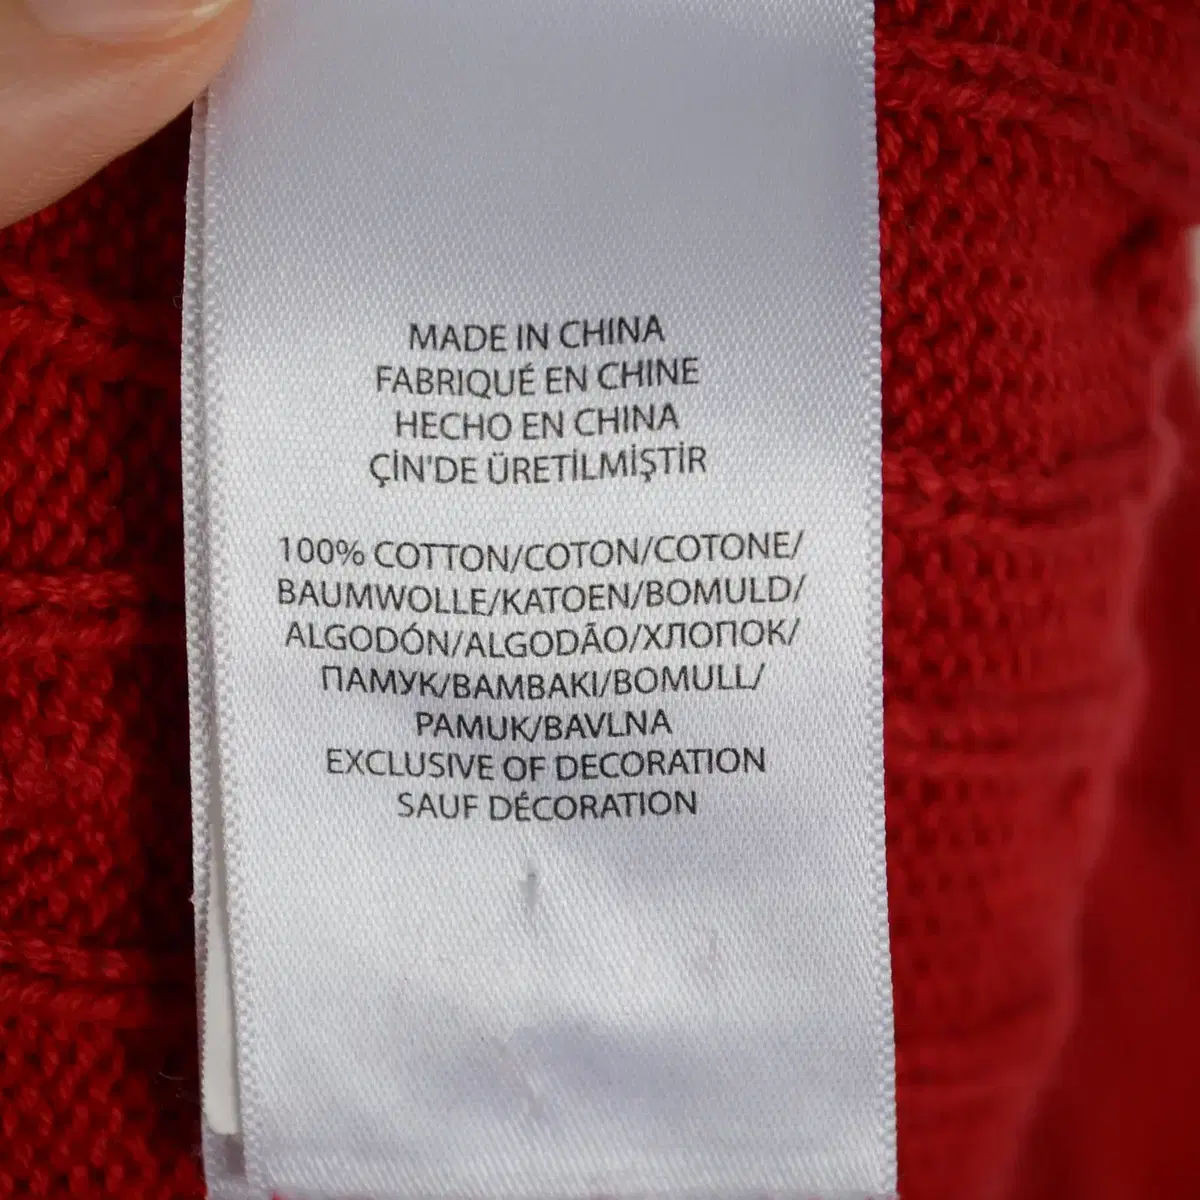 MADE IN CHINA
FABRIQUÉ EN CHINE
HECHO EN CHINA
ÇİN'DE ÜRETİLMİŞTİR
100% COTTON/COTON/COTONE/
BAUMWOLLE/KATOEN/BOMULD/
ALGODÓN/ALGODÃO/ХЛОПОК/
ПАМУК/BAMBAKI/BOMULL/
PAMUK/BAVLNA
EXCLUSIVE OF DECORATION
SAUF DÉCORATION